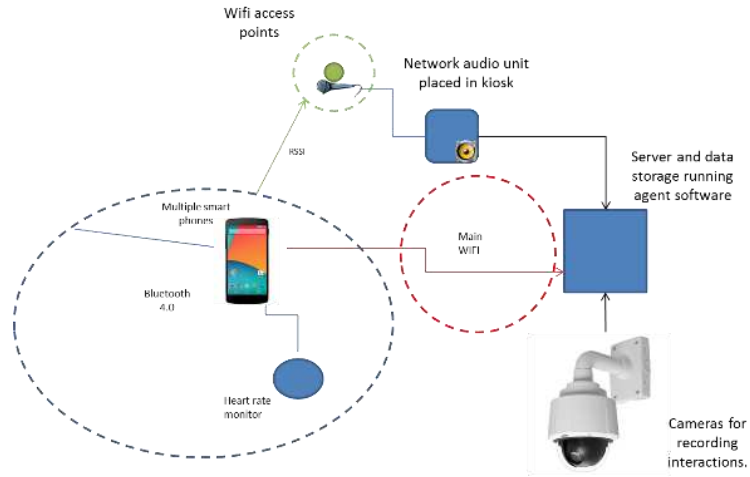 Wifi access
points
Network audio unit
placed in kiosk
Server and data
storage running
agent software
RSSI
Multiple smart
phones
Main
WIFI
Bluetooth
4.0
Heart rate
monitor
Cameras for
recording
interactions.